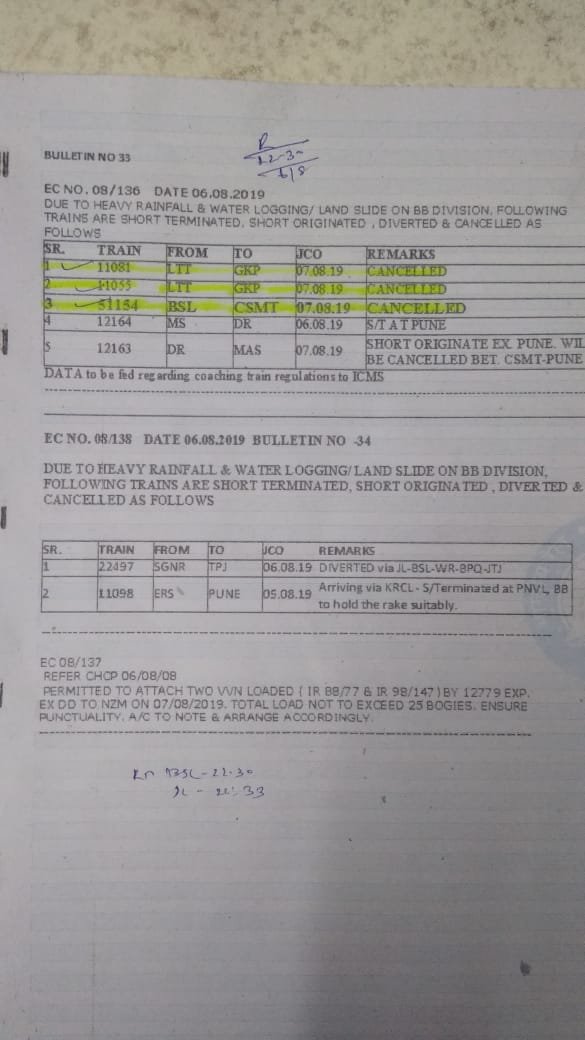 BULLETIN NO 33
R
22-30
6/8
EC NO. 08/136 DATE 06.08.2019
DUE TO HEAVY RAINFALL & WATER LOGGING/ LAND SLIDE ON BB DIVISION, FOLLOWING
TRAINS ARE SHORT TERMINATED, SHORT ORIGINATED , DIVERTED & CANCELLED AS
FOLLOWS
SR. TRAIN FROM TO JCO REMARKS
1 11081 LTT GKP 07.08.19 CANCELLED
2 11055 LTT GKP 07.08.19 CANCELLED
3 51154 BSL CSMT 07.08.19 CANCELLED
4 12164 MS DR 06.08.19 S/T AT PUNE
5 12163 DR MAS 07.08.19 SHORT ORIGINATE EX. PUNE. WIL
BE CANCELLED BET. CSMT-PUNE
DATA to be fed regarding coaching train regulations to ICMS
EC NO. 08/138 DATE 06.08.2019 BULLETIN NO -34
DUE TO HEAVY RAINFALL & WATER LOGGING/ LAND SLIDE ON BB DIVISION,
FOLLOWING TRAINS ARE SHORT TERMINATED, SHORT ORIGINATED , DIVERTED &
CANCELLED AS FOLLOWS
SR. TRAIN FROM TO JCO REMARKS
1 22497 SGNR TPJ 06.08.19 DIVERTED via JL-BSL-WR-BPQ-JTJ
2 11098 ERS PUNE 05.08.19 Arriving via KRCL - S/Terminated at PNVL, BB
to hold the rake suitably.
EC 08/137
REFER CHCP 06/08/08
PERMITTED TO ATTACH TWO VVN LOADED ( IR 88/77 & IR 98/147 ) BY 12779 EXP.
EX DD TO NZM ON 07/08/2019. TOTAL LOAD NOT TO EXCEED 25 BOGIES. ENSURE
PUNCTUALITY. A/C TO NOTE & ARRANGE ACCORDINGLY.
BSL - 22.30
JL - 22.33